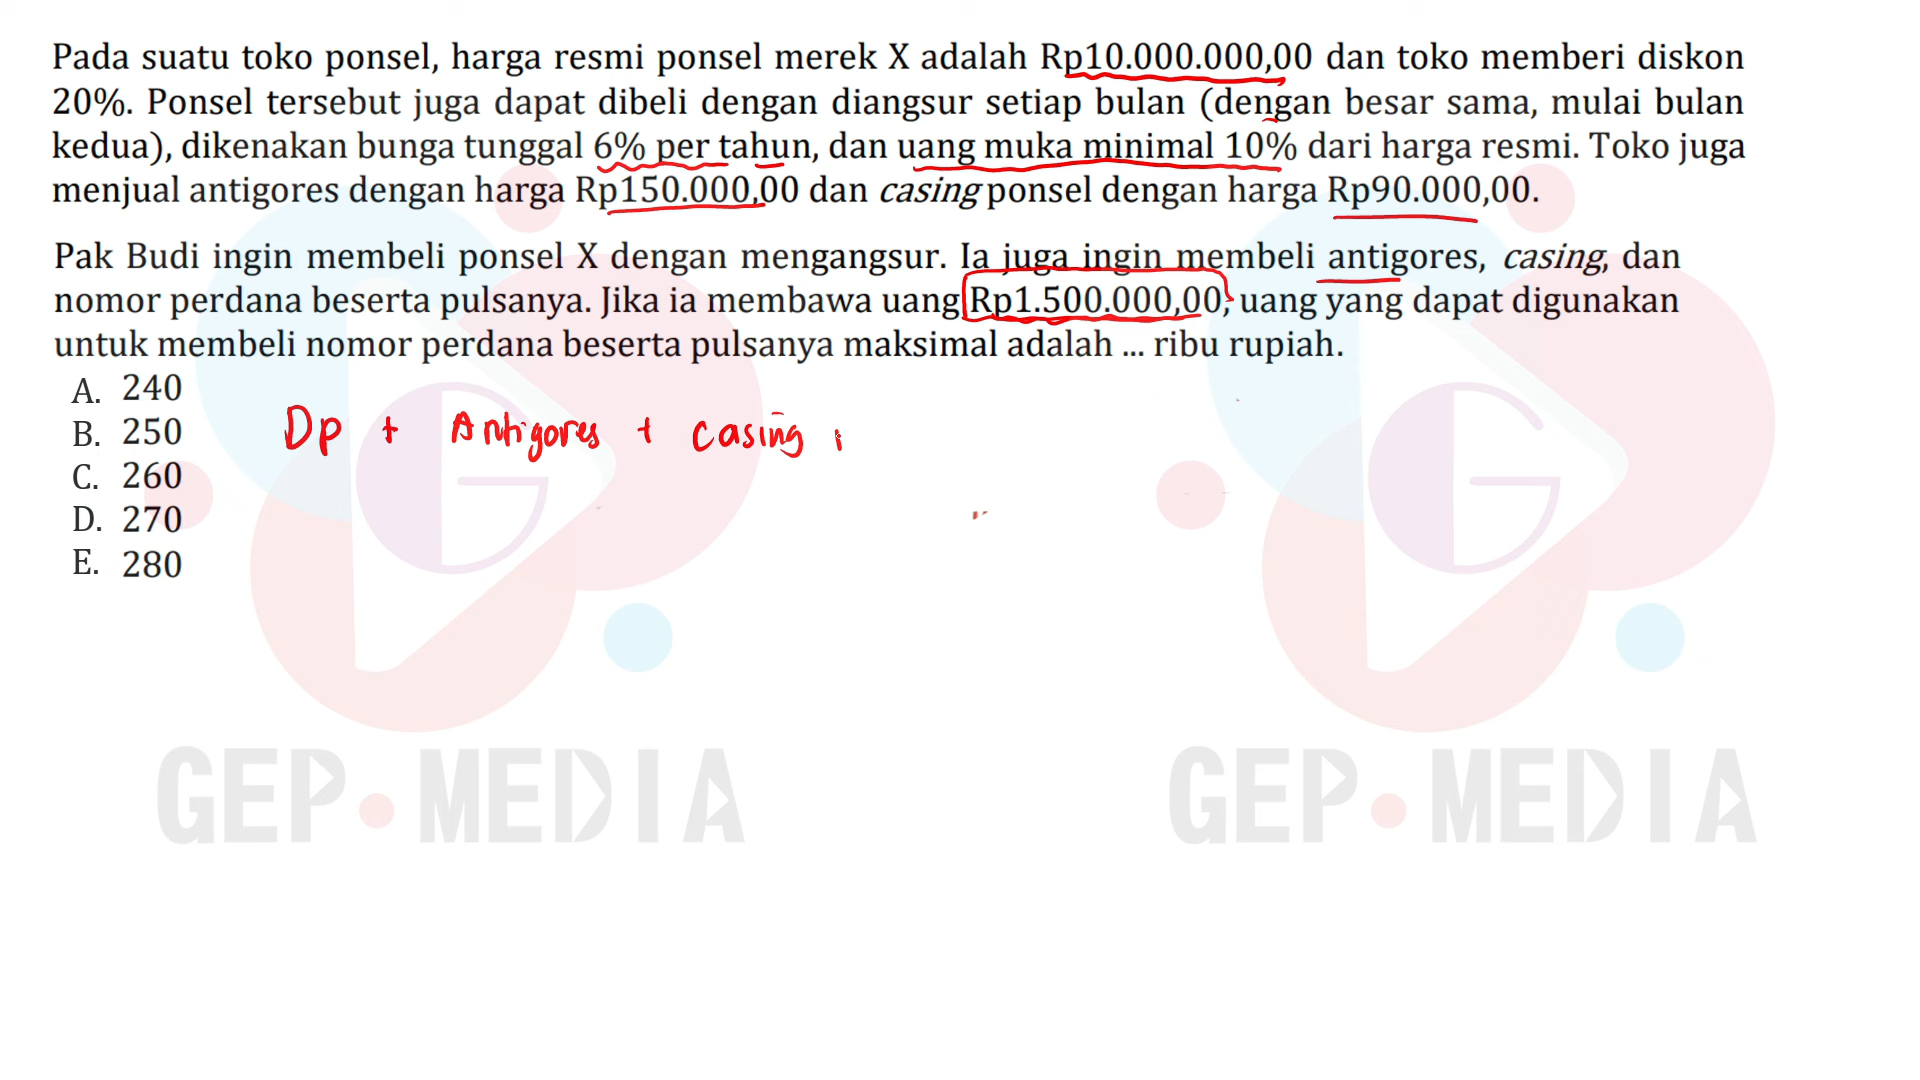 Pada suatu toko ponsel, harga resmi ponsel merek X adalah Rp10.000.000,00 dan toko memberi diskon
20%. Ponsel tersebut juga dapat dibeli dengan diangsur setiap bulan (dengan besar sama, mulai bulan
kedua), dikenakan bunga tunggal 6% per tahun, dan uang muka minimal 10% dari harga resmi. Toko juga
menjual antigores dengan harga Rp150.000,00 dan casing ponsel dengan harga Rp90.000,00.
Pak Budi ingin membeli ponsel X dengan mengangsur. Ia juga ingin membeli antigores, casing, dan
nomor perdana beserta pulsanya. Jika ia membawa uang Rp1.500.000,00, uang yang dapat digunakan
untuk membeli nomor perdana beserta pulsanya maksimal adalah ... ribu rupiah.
A. 240
B. 250
C. 260
D. 270
E. 280
Dp + Antigores + casing
GEP MEDIA
GEP MEDIA